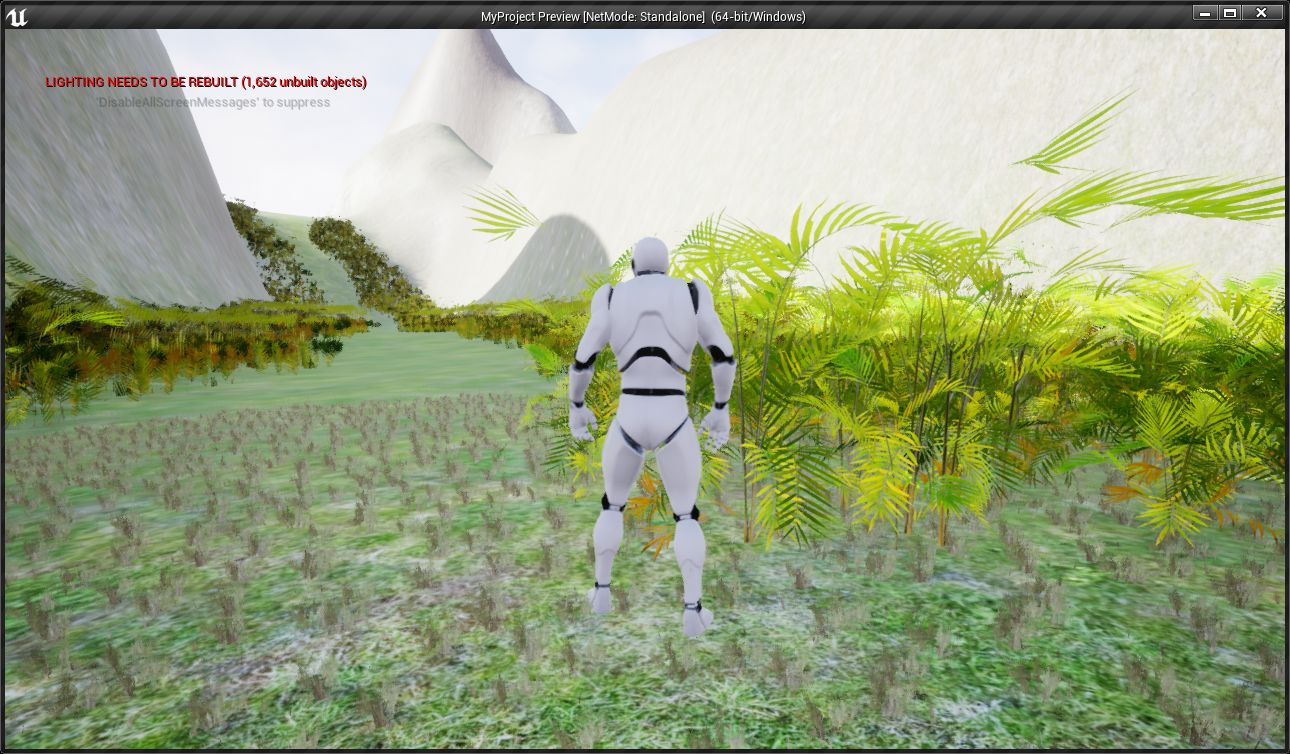 MyProject Preview [NetMode: Standalone]  (64-bit/Windows)
LIGHTING NEEDS TO BE REBUILT (1,652 unbuilt objects)
'DisableAllScreenMessages' to suppress